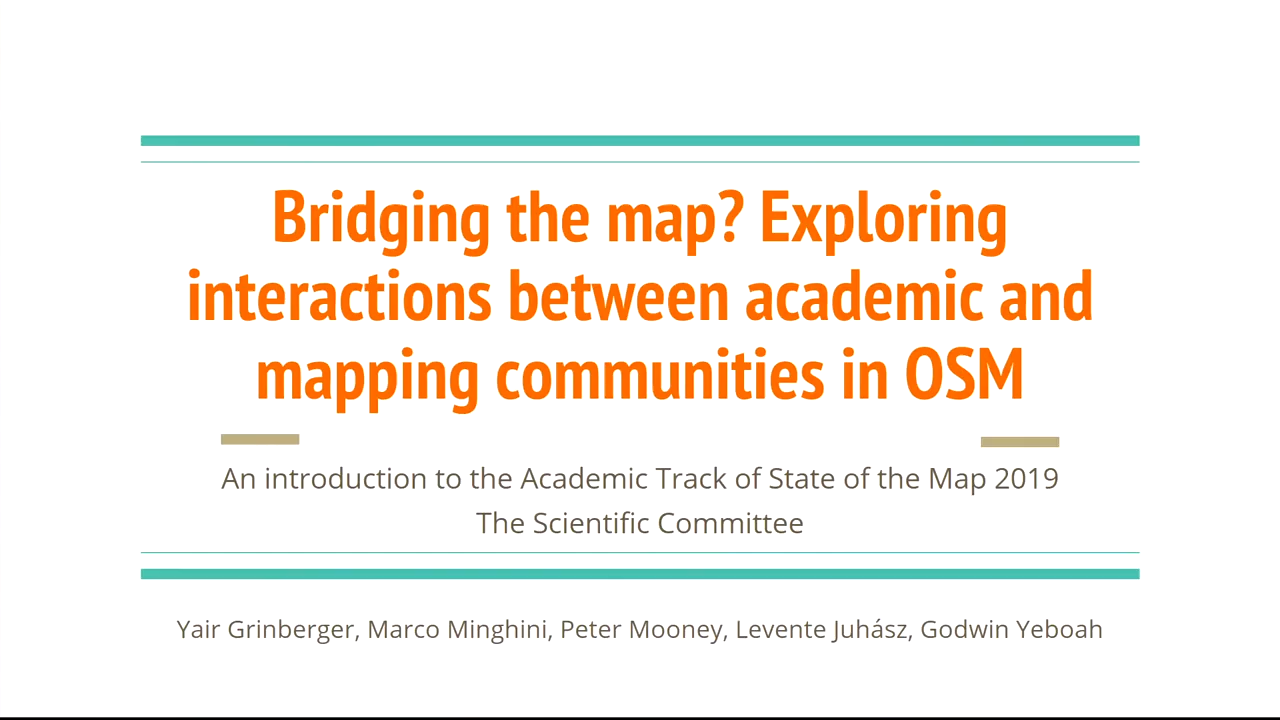 Bridging the map? Exploring
interactions between academic and
mapping communities in OSM
An introduction to the Academic Track of State of the Map 2019
The Scientific Committee
Yair Grinberger, Marco Minghini, Peter Mooney, Levente Juhász, Godwin Yeboah